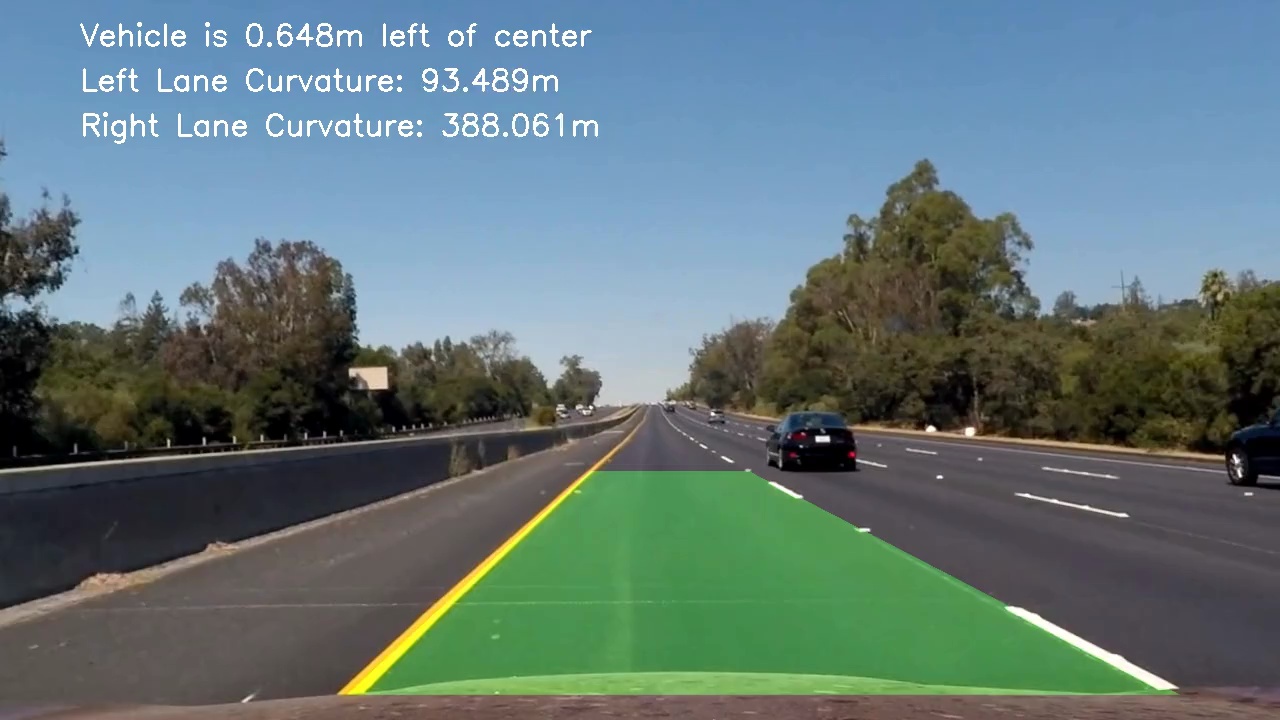 Vehicle is 0.648m left of center
Left Lane Curvature: 93.489m
Right Lane Curvature: 388.061m